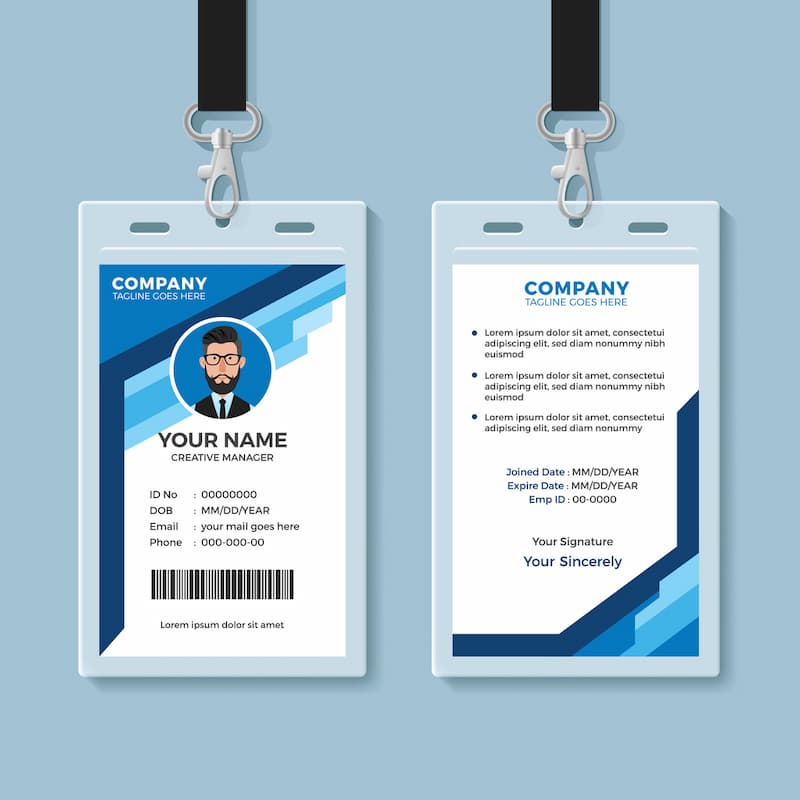 COMPANY
TAGLINE GOES HERE
YOUR NAME
CREATIVE MANAGER
ID No : 00000000
DOB : MM/DD/YEAR
Email : your mail goes here
Phone : 000-000-00
Lorem ipsum dolor sit amet
COMPANY
TAGLINE GOES HERE
Lorem ipsum dolor sit amet, consectetui
adipiscing elit, sed diam nonummy nibh
euismod
Lorem ipsum dolor sit amet, consectetui
adipiscing elit, sed diam nonummy nibh
euismod
Lorem ipsum dolor sit amet, consectetui
adipiscing elit, sed diam nonummy
Joined Date : MM/DD/YEAR
Expire Date : MM/DD/YEAR
Emp ID : 00-0000
Your Signature
Your Sincerely